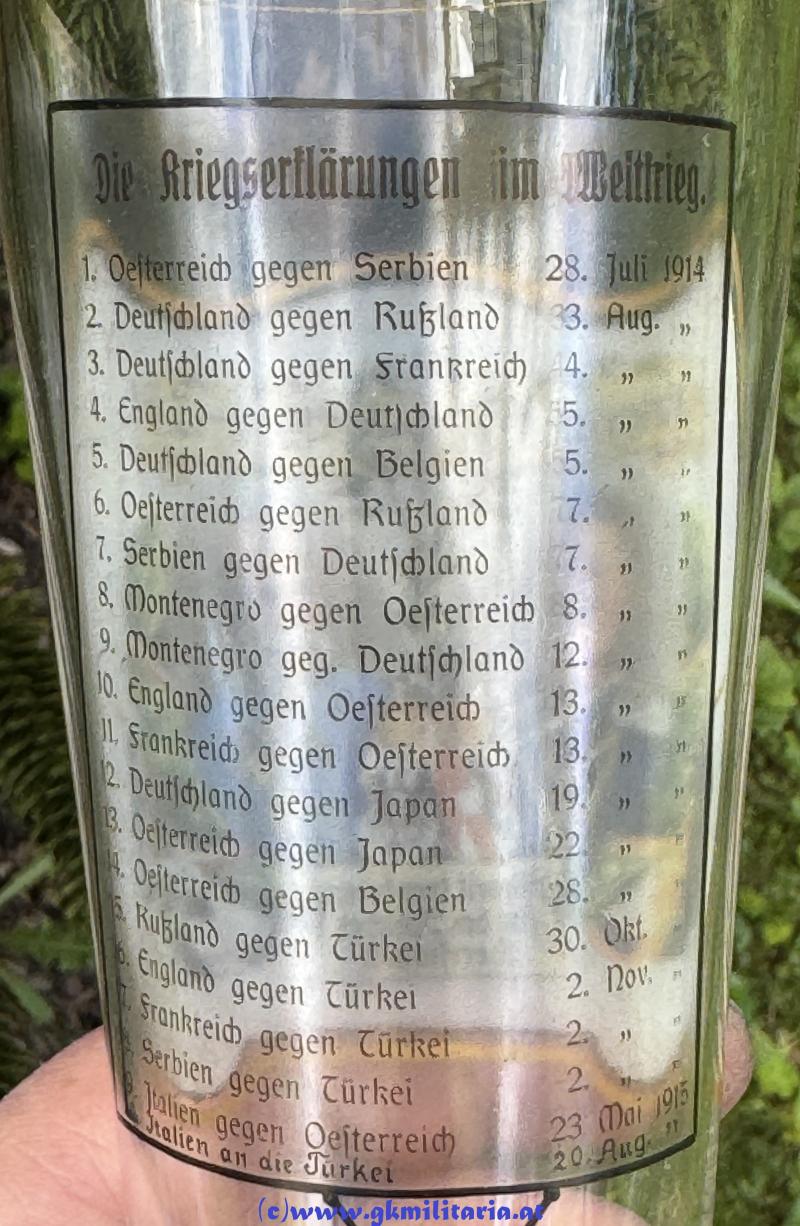 Die Kriegserklärungen im Weltkrieg.
1. Oesterreich gegen Serbien 28. Juli 1914
2. Deutschland gegen Rußland 3. Aug. „
3. Deutschland gegen Frankreich 4. „ „
4. England gegen Deutschland 5. „ „
5. Deutschland gegen Belgien 5. „ „
6. Oesterreich gegen Rußland 7. „ „
7. Serbien gegen Deutschland 7. „ „
8. Montenegro gegen Oesterreich 8. „ „
9. Montenegro geg. Deutschland 12. „ „
10. England gegen Oesterreich 13. „ „
11. Frankreich gegen Oesterreich 13. „ „
12. Deutschland gegen Japan 19. „ „
13. Oesterreich gegen Japan 22. „ „
14. Oesterreich gegen Belgien 28. „ „
15. Rußland gegen Türkei 30. Okt. „
16. England gegen Türkei 2. Nov. „
17. Frankreich gegen Türkei 2. „ „
Serbien gegen Türkei 2. „ „
Italien gegen Oesterreich 23 Mai 1915
Italien an die Türkei 20. Aug. „
(c)www.gkmilitaria.at